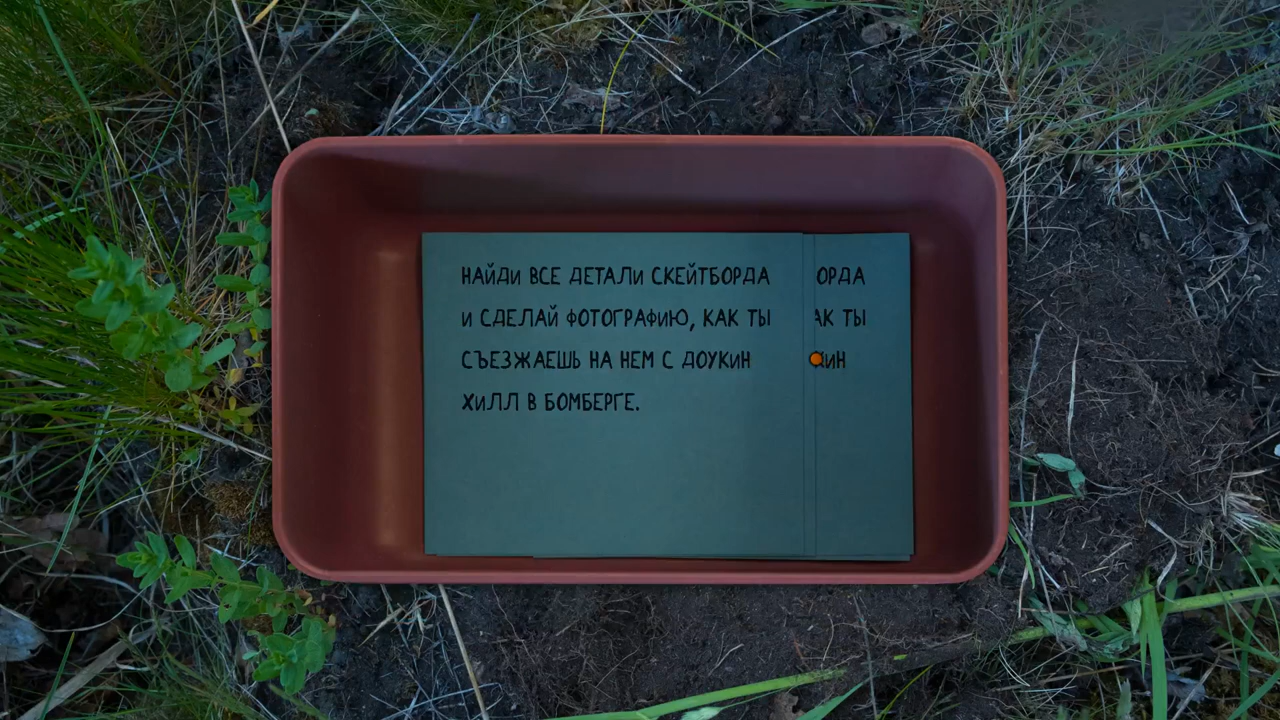 НАЙДИ ВСЕ ДЕТАЛИ СКЕЙТБОРДА
И СДЕЛАЙ ФОТОГРАФИЮ, КАК ТЫ
СЪЕЗЖАЕШЬ НА НЕМ С ДОУКИН
ХИЛЛ В БОМБЕРГЕ.
ОРДА
АК ТЫ
ИН